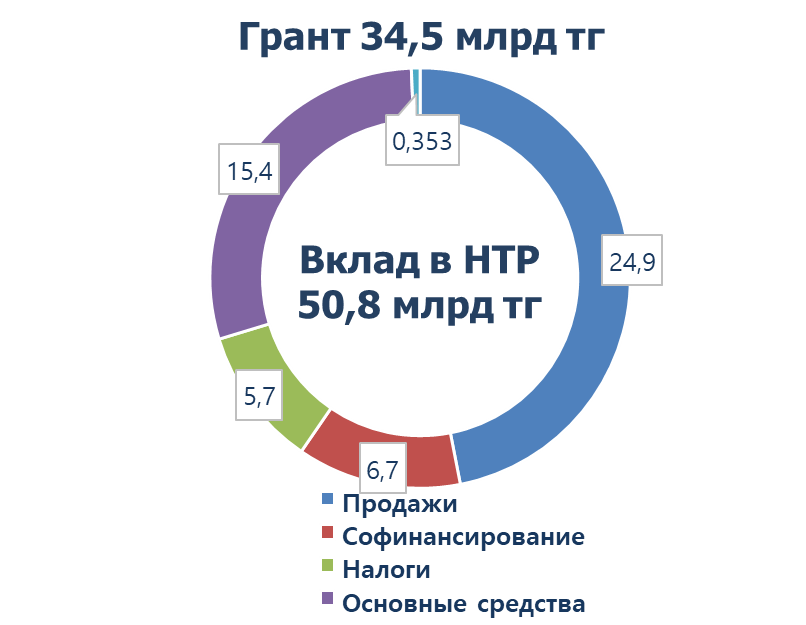 Грант 34,5 млрд тг
0,353
15,4
24,9
Вклад в НТР
50,8 млрд тг
5,7
6,7
Продажи
Софинансирование
Налоги
Основные средства